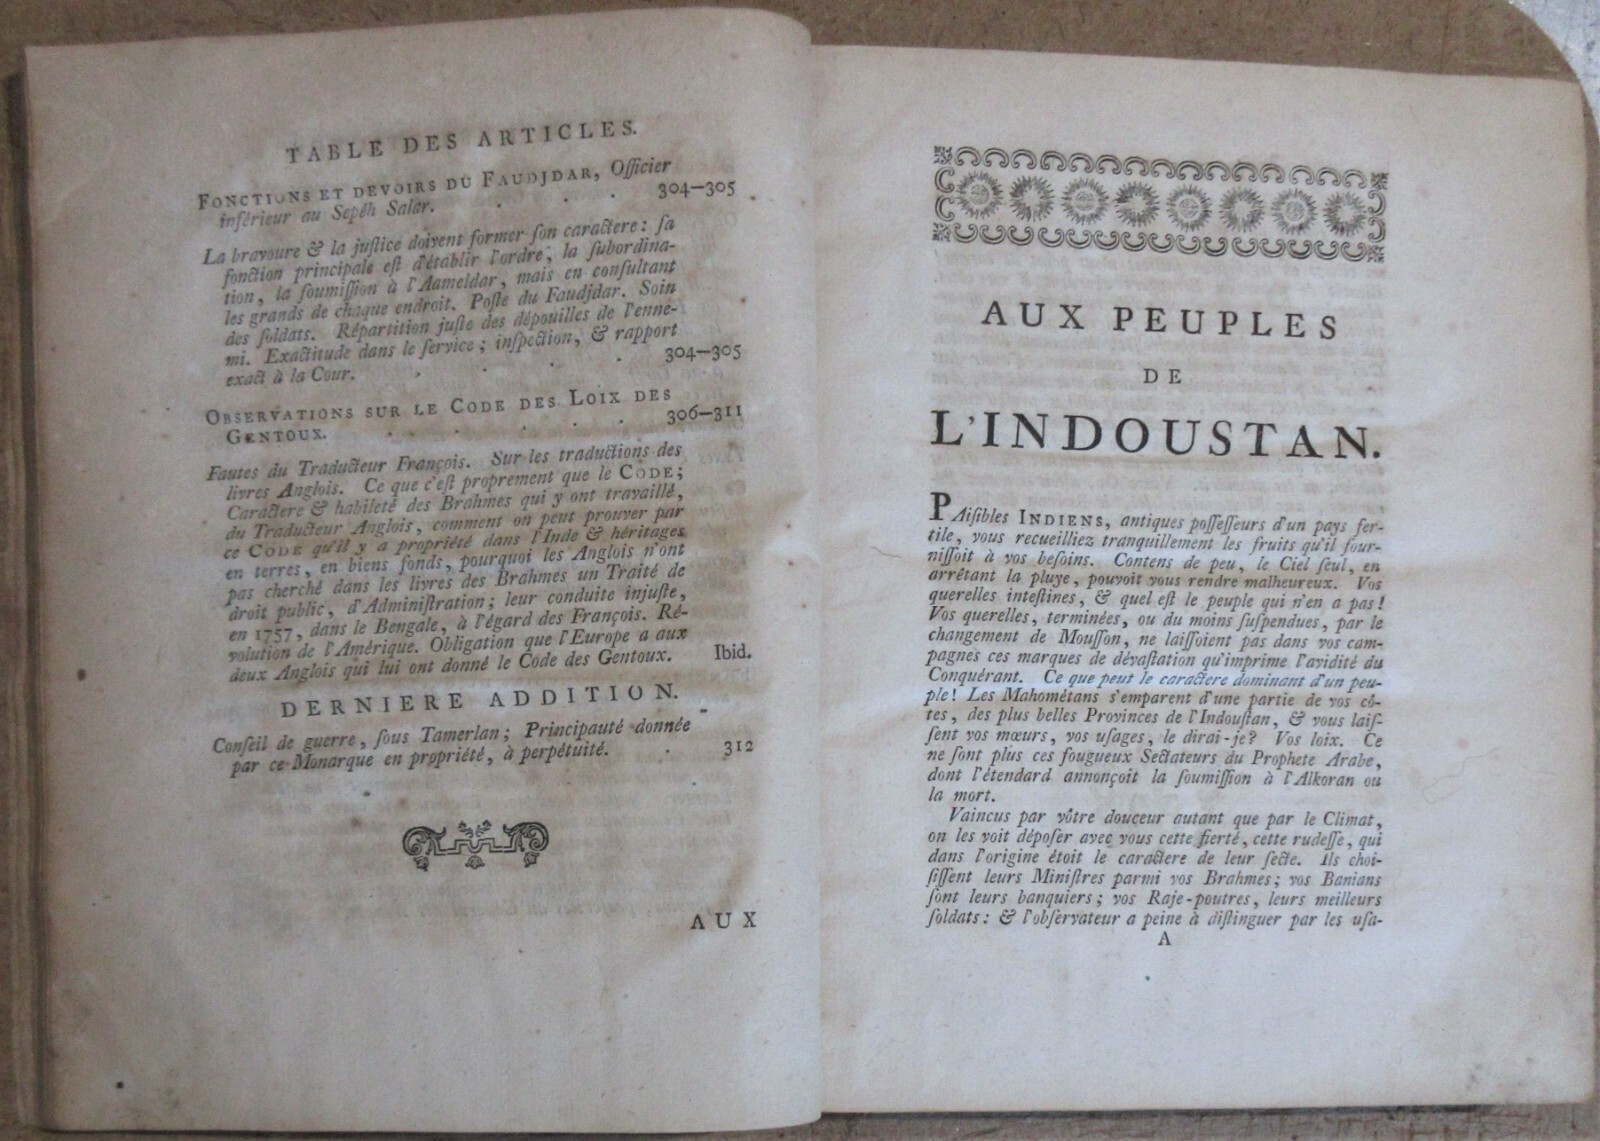 TABLE DES ARTICLES.
FONCTIONS ET DEVOIRS DU FAUDJDAR, Officier
inférieur au Sepéh Salar. . . . 304—305
La bravoure & la juſtice doivent former ſon caractere : ſa
fonction principale eſt d'établir l'ordre, la ſubordina-
tion, la ſoumiſſion à l'Aameldar, mais en conſultant
les grands de chaque endroit. Poſte du Faudjdar. Soin
des ſoldats. Répartition juſte des dépouilles de l'enne-
mi. Exactitude dans le ſervice ; inſpection, & rapport
exact à la Cour. . . . . 304—305
OBSERVATIONS SUR LE CODE DES LOIX DES
GENTOUX. . . . . . 306—311
Fautes du Traducteur François. Sur les traductions des
livres Anglois. Ce que c'eſt proprement que le CODE ;
Caractere & habileté des Brahmes qui y ont travaillé,
du Traducteur Anglois, comment on peut prouver par
ce CODE qu'il y a propriété dans l'Inde & héritages
en terres, en biens fonds, pourquoi les Anglois n'ont
pas cherché dans les livres des Brahmes un Traité de
droit public, d'Adminiſtration ; leur conduite injuſte,
en 1757, dans le Bengale, à l'égard des François. Ré-
volution de l'Amérique. Obligation que l'Europe a aux
deux Anglois qui lui ont donné le Code des Gentoux. Ibid.
DERNIERE ADDITION.
Conſeil de guerre, ſous Tamerlan ; Principauté donnée
par ce Monarque en propriété, à perpétuité. . 312
AUX
AUX PEUPLES
DE
L'INDOUSTAN.
PAiſibles INDIENS, antiques poſſeſſeurs d'un pays fer-
tile, vous recueilliez tranquillement les fruits qu'il four-
niſſoit à vos beſoins. Contens de peu, le Ciel ſeul, en
arrêtant la pluye, pouvoit vous rendre malheureux. Vos
querelles inteſtines, & quel eſt le peuple qui n'en a pas !
Vos querelles, terminées, ou du moins ſuſpendues, par le
changement de Mouſſon, ne laiſſoient pas dans vos cam-
pagnes ces marques de dévaſtation qu'imprime l'avidité du
Conquérant. Ce que peut le caractere dominant d'un peu-
ple ! Les Mahométans s'emparent d'une partie de vos cô-
tes, des plus belles Provinces de l'Indouſtan, & vous laiſ-
ſent vos mœurs, vos uſages, le dirai-je ? Vos loix. Ce
ne ſont plus ces fougueux Sectateurs du Prophete Arabe,
dont l'étendard annonçoit la ſoumiſſion à l'Alkoran ou
la mort.
Vaincus par vôtre douceur autant que par le Climat,
on les voit dépoſer avec vous cette fierté, cette rudeſſe, qui
dans l'origine étoit le caractere de leur ſecte. Ils choi-
ſiſſent leurs Miniſtres parmi vos Brahmes ; vos Banians
ſont leurs banquiers ; vos Raje-poutres, leurs meilleurs
ſoldats : & l'obſervateur a peine à diſtinguer par les uſa-
A